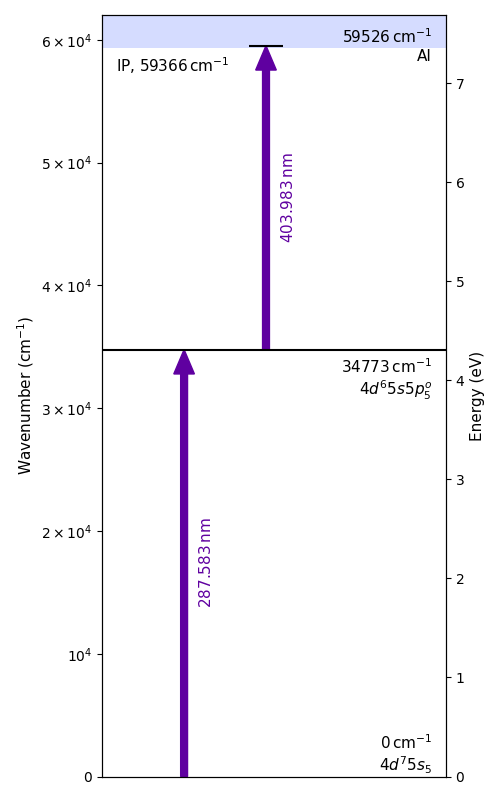 59526 cm⁻¹
AI
IP, 59366 cm⁻¹
403.983 nm
34773 cm⁻¹
4d⁶5s5p₅ᵒ
287.583 nm
0 cm⁻¹
4d⁷5s₅
Wavenumber (cm⁻¹)
6 × 10⁴
5 × 10⁴
4 × 10⁴
3 × 10⁴
2 × 10⁴
10⁴
0
Energy (eV)
7
6
5
4
3
2
1
0